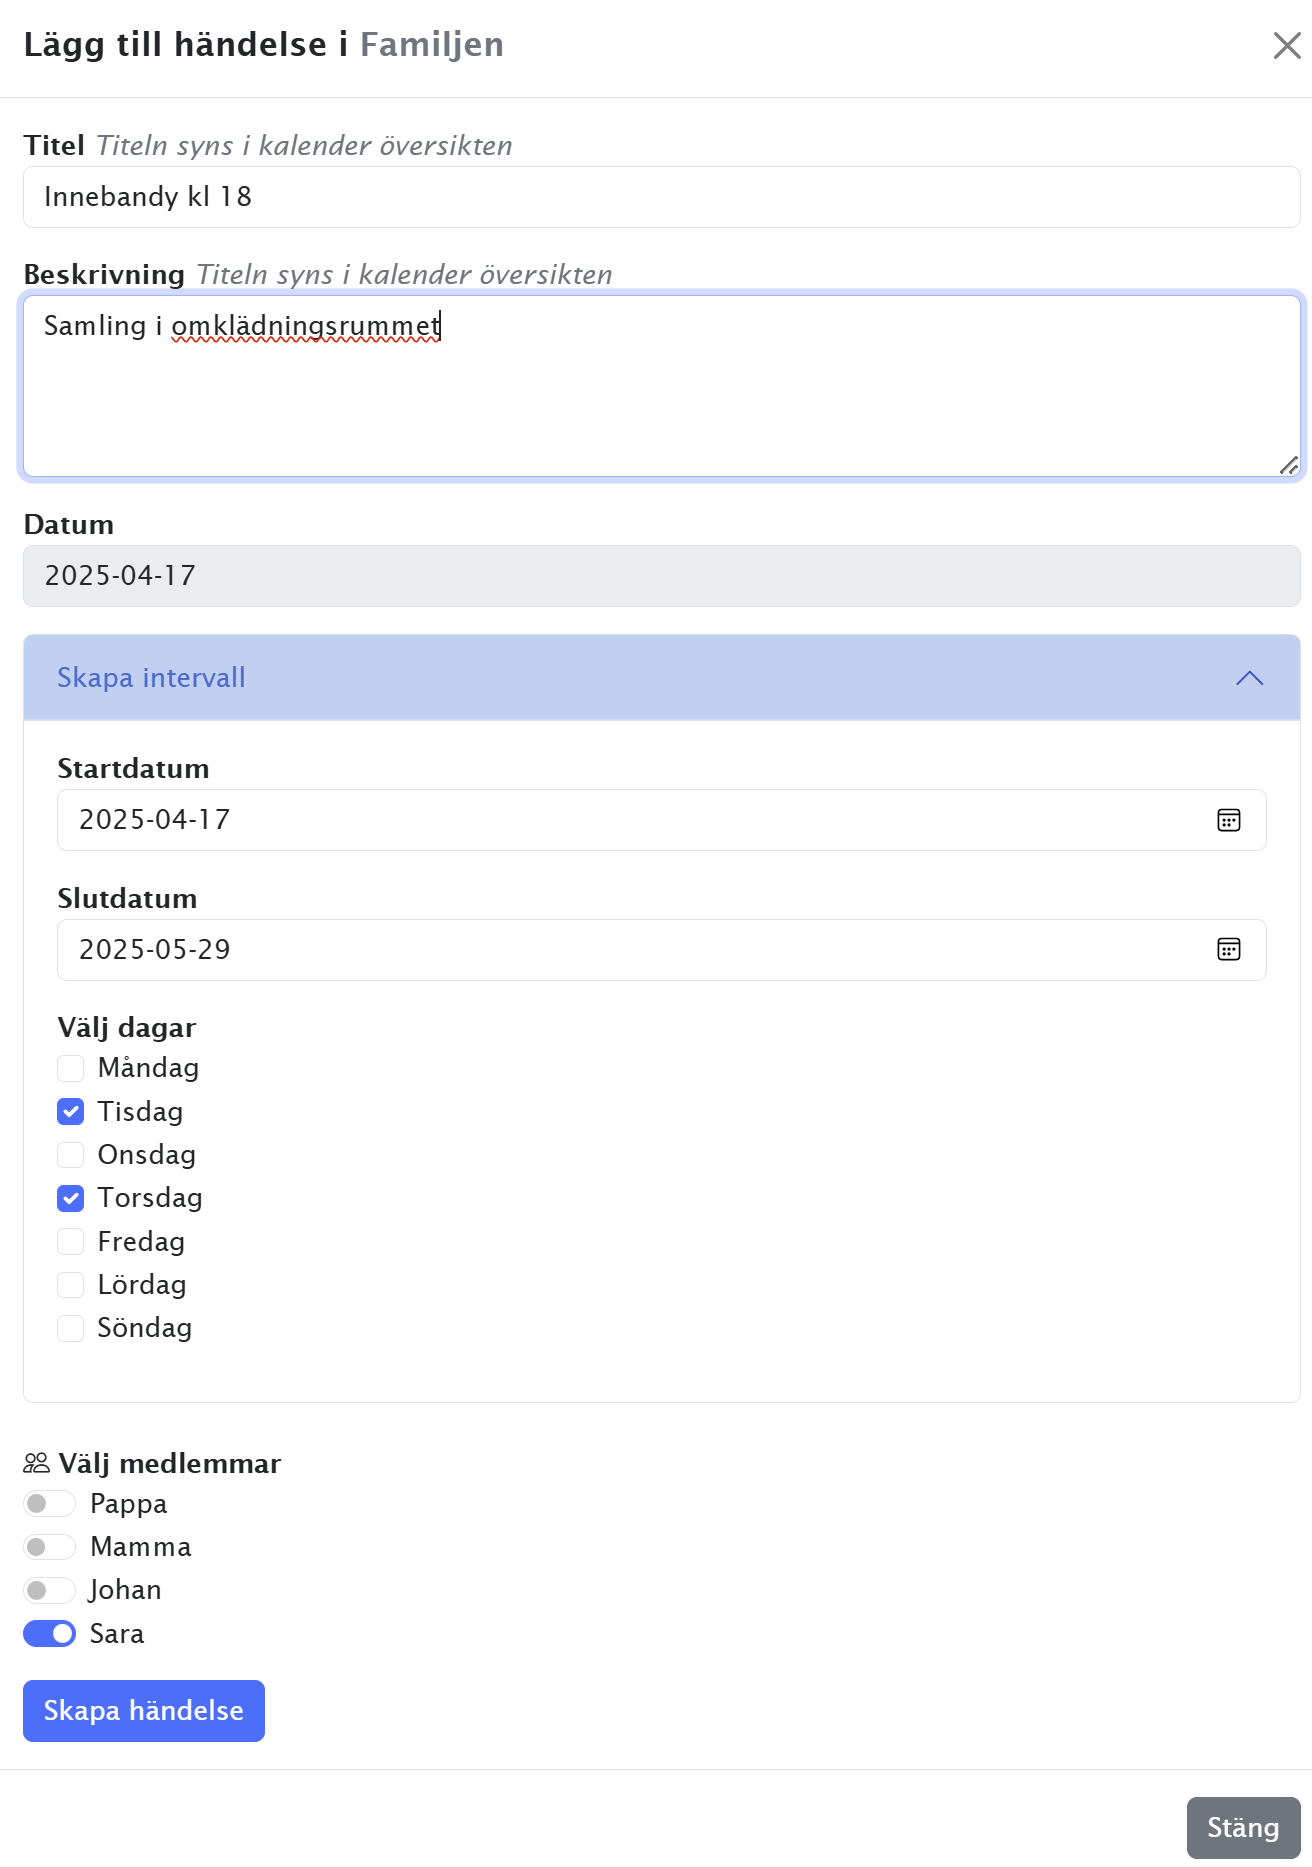 Lägg till händelse i Familjen
Titel Titeln syns i kalender översikten
Innebandy kl 18
Beskrivning Titeln syns i kalender översikten
Samling i omklädningsrummet
Datum
2025-04-17
Skapa intervall
Startdatum
2025-04-17
Slutdatum
2025-05-29
Välj dagar
Måndag
Tisdag
Onsdag
Torsdag
Fredag
Lördag
Söndag
Välj medlemmar
Pappa
Mamma
Johan
Sara
Skapa händelse
Stäng